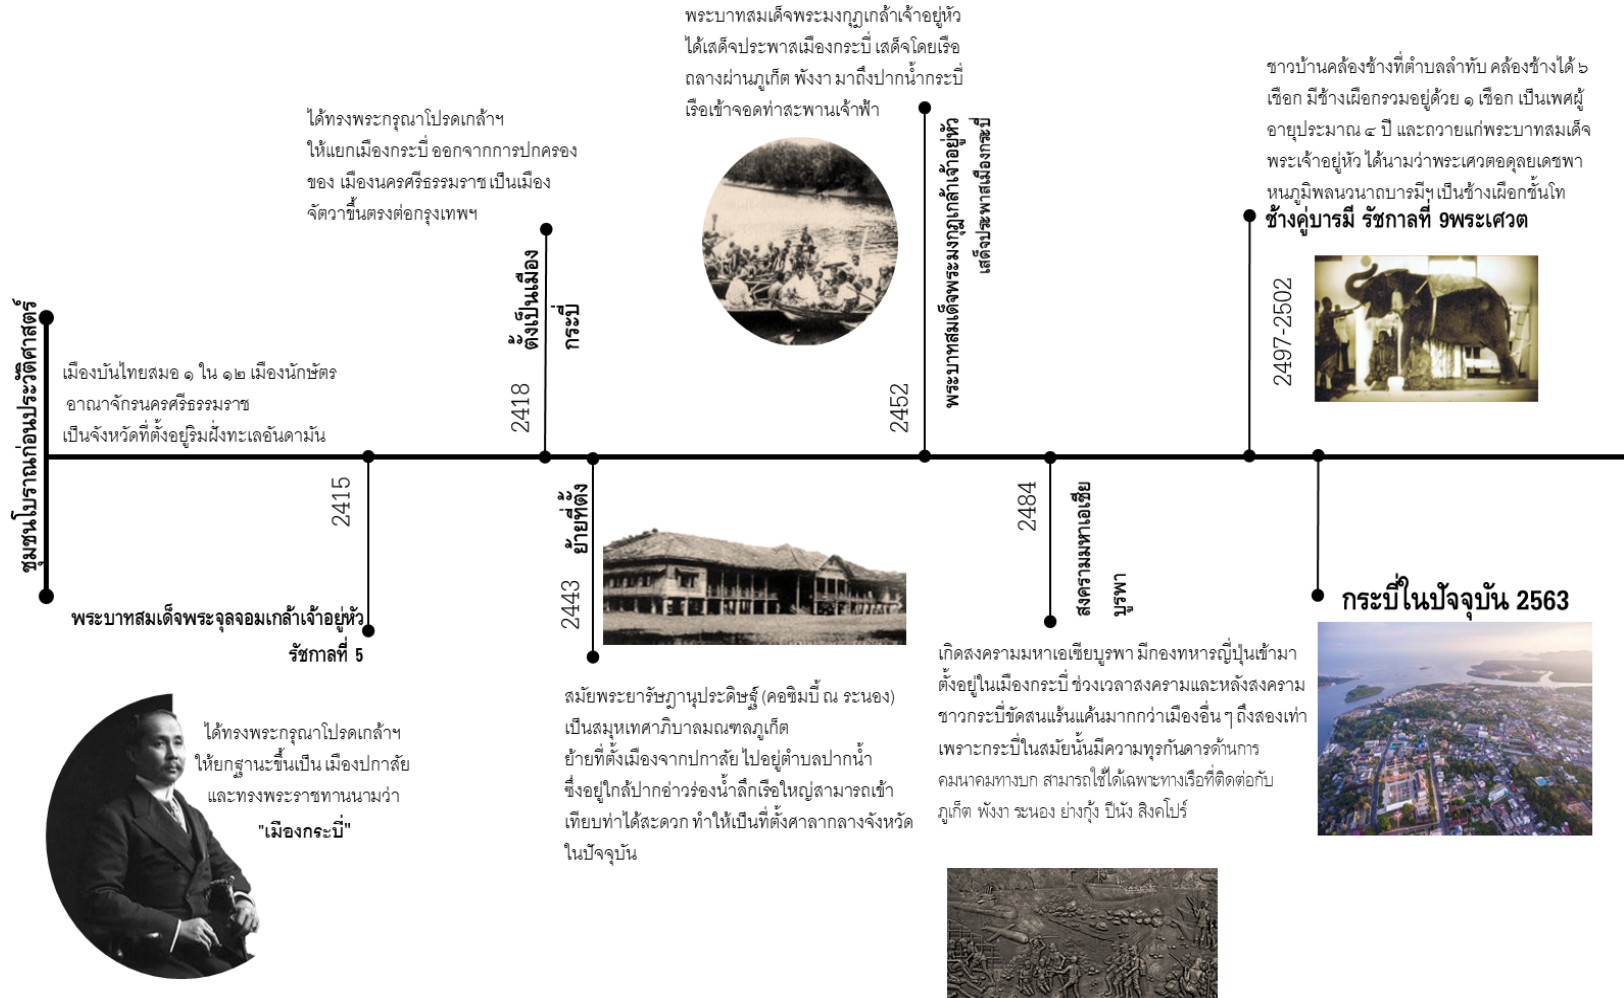 ชุมชนโบราณก่อนประวัติศาสตร์
เมืองบันไทยสมอ ๑ ใน ๑๒ เมืองนักษัตร
อาณาจักรนครศรีธรรมราช
เป็นจังหวัดที่ตั้งอยู่ริมฝั่งทะเลอันดามัน
2415
พระบาทสมเด็จพระจุลจอมเกล้าเจ้าอยู่หัว
รัชกาลที่ 5
ได้ทรงพระกรุณาโปรดเกล้าฯ
ให้ยกฐานะขึ้นเป็น เมืองปกาสัย
และทรงพระราชทานนามว่า
"เมืองกระบี่"
ได้ทรงพระกรุณาโปรดเกล้าฯ
ให้แยกเมืองกระบี่ ออกจากการปกครอง
ของ เมืองนครศรีธรรมราช เป็นเมือง
จัตวาขึ้นตรงต่อกรุงเทพฯ
2418
ตั้งเป็นเมือง
กระบี่
2443
ย้ายที่ตั้ง
สมัยพระยารัษฎานุประดิษฐ์ (คอซิมบี้ ณ ระนอง)
เป็นสมุหเทศาภิบาลมณฑลภูเก็ต
ย้ายที่ตั้งเมืองจากปกาสัย ไปอยู่ตำบลปากน้ำ
ซึ่งอยู่ใกล้ปากอ่าวร่องน้ำลึกเรือใหญ่สามารถเข้า
เทียบท่าได้สะดวก ทำให้เป็นที่ตั้งศาลากลางจังหวัด
ในปัจจุบัน
พระบาทสมเด็จพระมงกุฎเกล้าเจ้าอยู่หัว
ได้เสด็จประพาสเมืองกระบี่ เสด็จโดยเรือ
ถลางผ่านภูเก็ต พังงา มาถึงปากน้ำกระบี่
เรือเข้าจอดท่าสะพานเจ้าฟ้า
2452
พระบาทสมเด็จพระมงกุฎเกล้าเจ้าอยู่หัว
เสด็จประพาสเมืองกระบี่
2484
สงครามมหาเอเชีย
บูรพา
เกิดสงครามมหาเอเซียบูรพา มีกองทหารญี่ปุ่นเข้ามา
ตั้งอยู่ในเมืองกระบี่ ช่วงเวลาสงครามและหลังสงคราม
ชาวกระบี่ขัดสนแร้นแค้นมากกว่าเมืองอื่น ๆ ถึงสองเท่า
เพราะกระบี่ในสมัยนั้นมีความทุรกันดารด้านการ
คมนาคมทางบก สามารถใช้ได้เฉพาะทางเรือที่ติดต่อกับ
ภูเก็ต พังงา ระนอง ย่างกุ้ง ปีนัง สิงคโปร์
ชาวบ้านคล้องช้างที่ตำบลลำทับ คล้องช้างได้ ๖
เชือก มีช้างเผือกรวมอยู่ด้วย ๑ เชือก เป็นเพศผู้
อายุประมาณ ๔ ปี และถวายแก่พระบาทสมเด็จ
พระเจ้าอยู่หัว ได้นามว่าพระเศวตอดุลยเดชพา
หนภูมิพลนวนาถบารมีฯ เป็นช้างเผือกชั้นโท
ช้างคู่บารมี รัชกาลที่ 9พระเศวต
2497-2502
กระบี่ในปัจจุบัน 2563